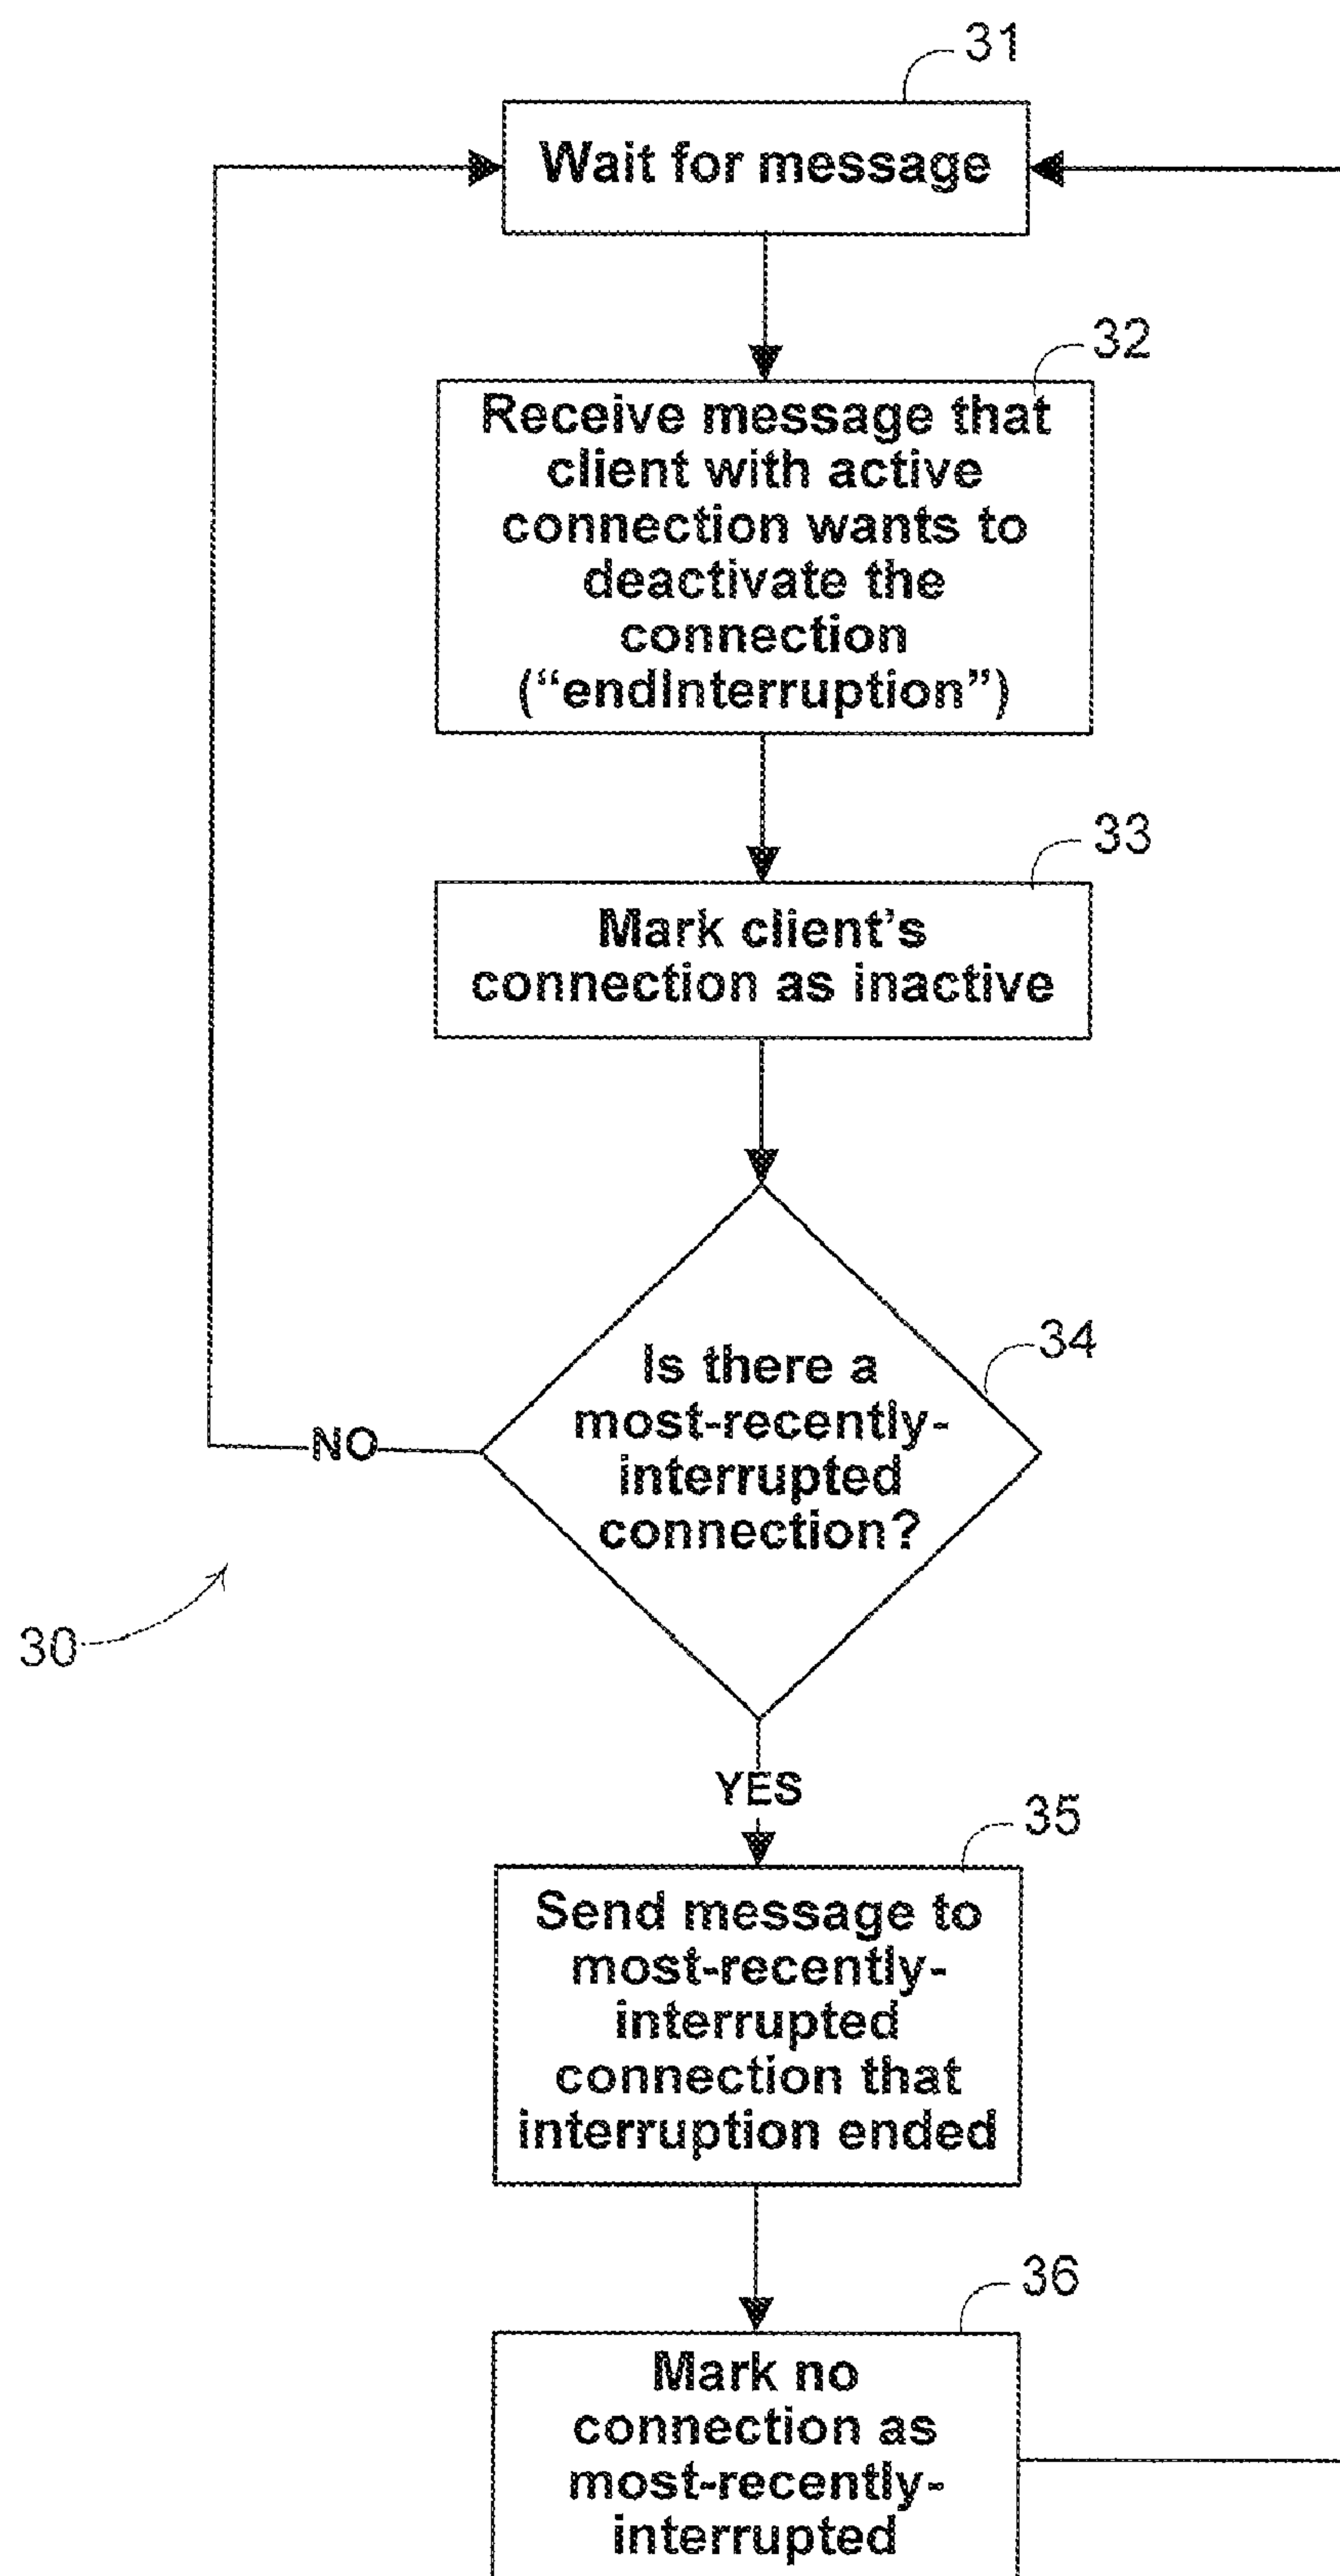 31
Wait for message
32
Receive message that
client with active
connection wants to
deactivate the
connection
(“endInterruption”)
33
Mark client’s
connection as inactive
34
Is there a
most-recently-
interrupted
connection?
NO
30
YES
35
Send message to
most-recently-
interrupted
connection that
interruption ended
36
Mark no
connection as
most-recently-
interrupted